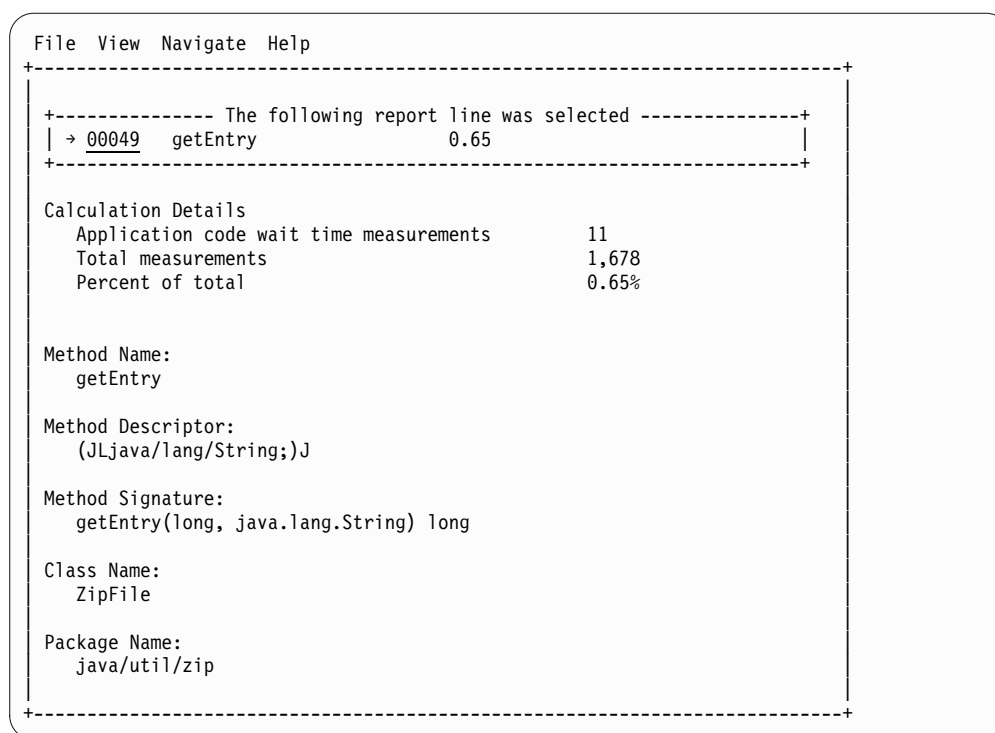 File View Navigate Help
+----------------------------------------------------------------------------+
+--------------- The following report line was selected ---------------+
→ 00049 getEntry 0.65
+----------------------------------------------------------------------+
Calculation Details
Application code wait time measurements 11
Total measurements 1,678
Percent of total 0.65%
Method Name:
getEntry
Method Descriptor:
(JLjava/lang/String;)J
Method Signature:
getEntry(long, java.lang.String) long
Class Name:
ZipFile
Package Name:
java/util/zip
+----------------------------------------------------------------------------+